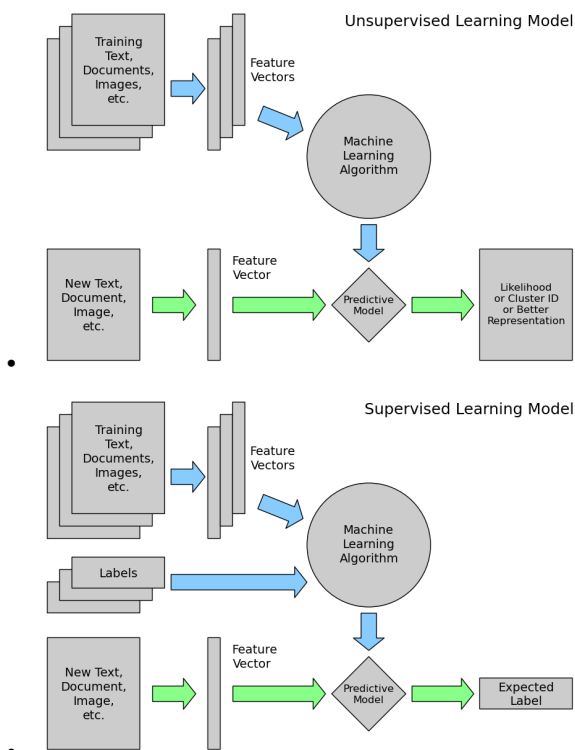 Unsupervised Learning Model
Training
Text,
Documents,
Images,
etc.
Feature
Vectors
Machine
Learning
Algorithm
New Text,
Document,
Image,
etc.
Feature
Vector
Predictive
Model
Likelihood
or Cluster ID
or Better
Representation
Supervised Learning Model
Training
Text,
Documents,
Images,
etc.
Feature
Vectors
Machine
Learning
Algorithm
Labels
New Text,
Document,
Image,
etc.
Feature
Vector
Predictive
Model
Expected
Label